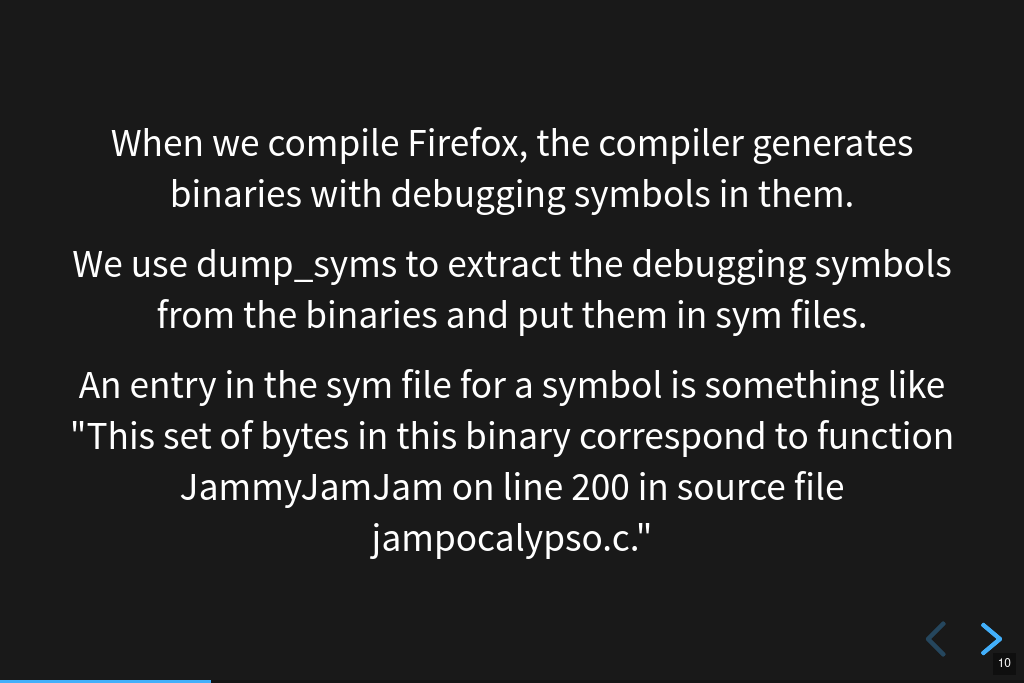 When we compile Firefox, the compiler generates
binaries with debugging symbols in them.
We use dump_syms to extract the debugging symbols
from the binaries and put them in sym files.
An entry in the sym file for a symbol is something like
"This set of bytes in this binary correspond to function
JammyJamJam on line 200 in source file
jampocalypso.c."
10